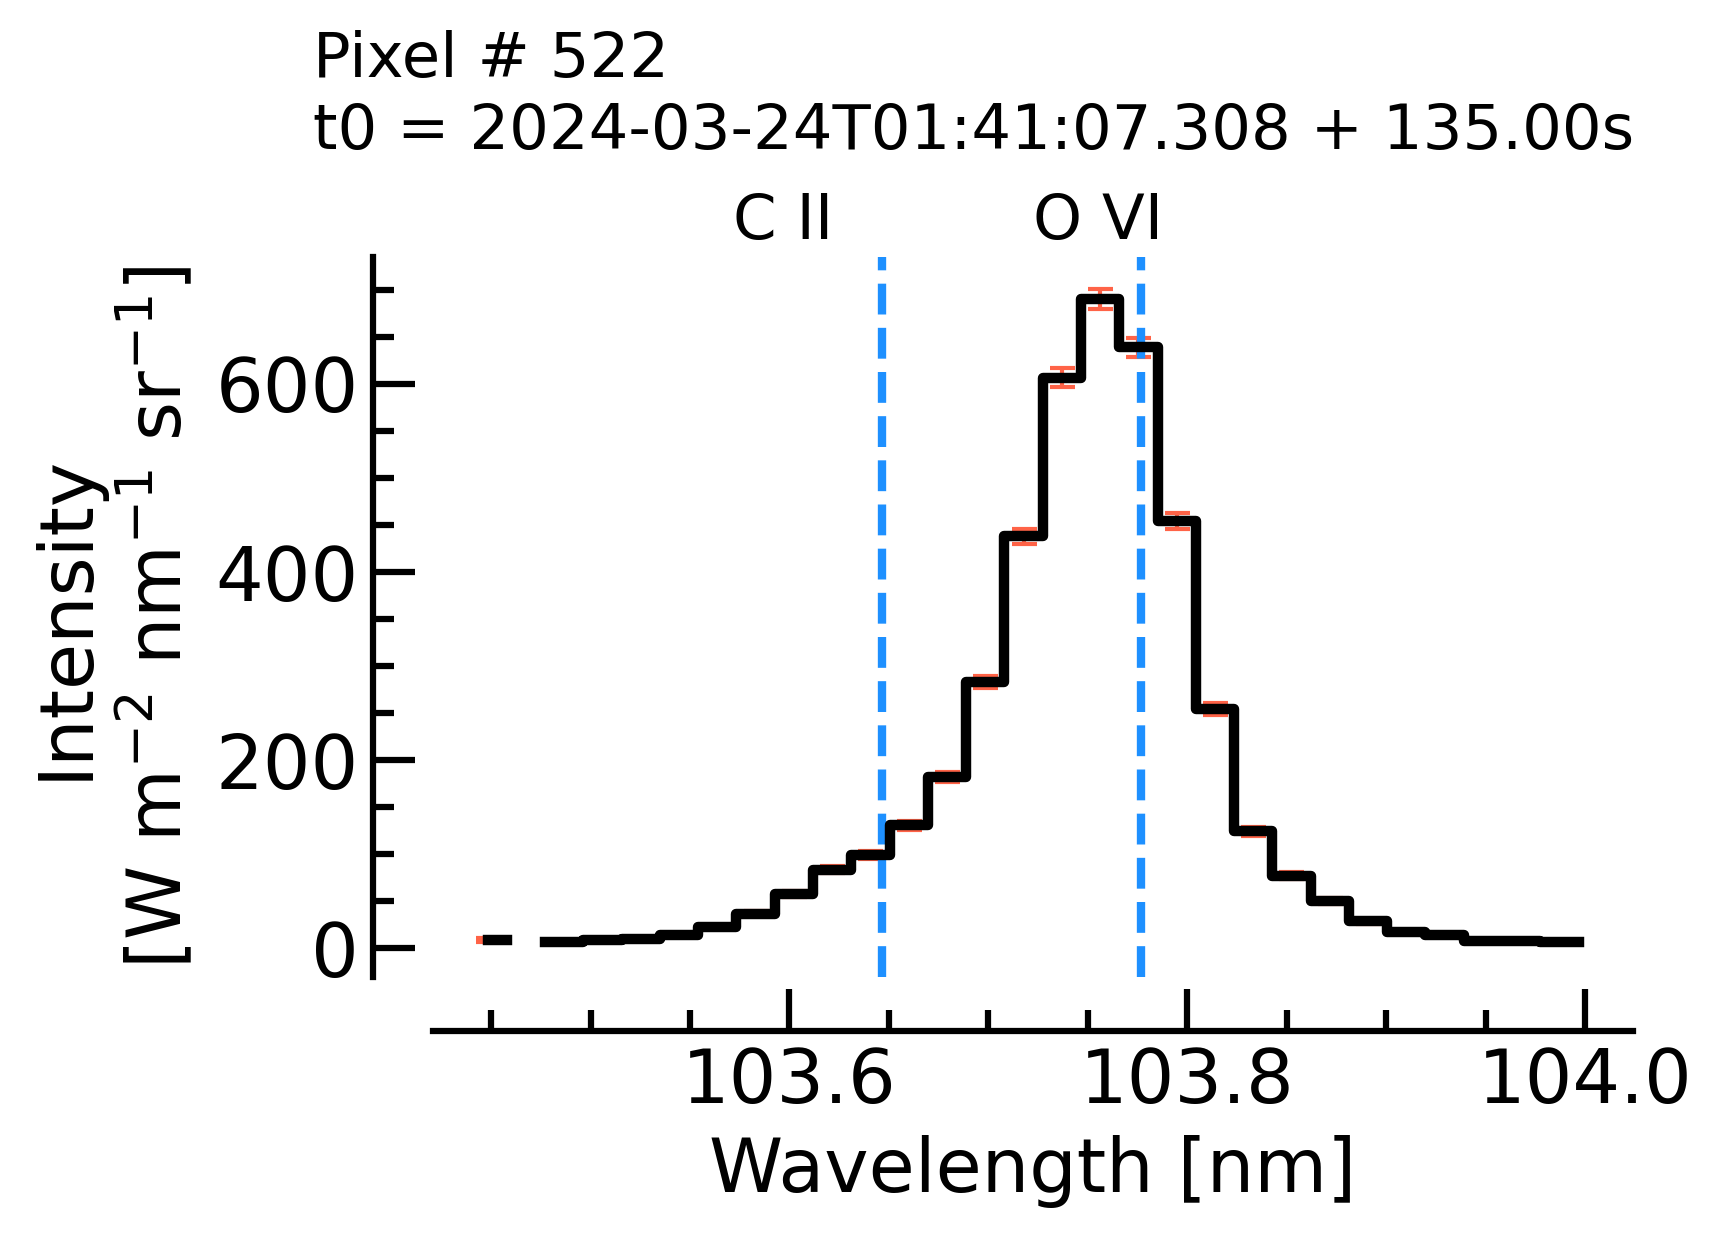 Pixel # 522
t0 = 2024-03-24T01:41:07.308 + 135.00s
C II O VI
Intensity
[W m⁻² nm⁻¹ sr⁻¹]
600
400
200
0
103.6 103.8 104.0
Wavelength [nm]